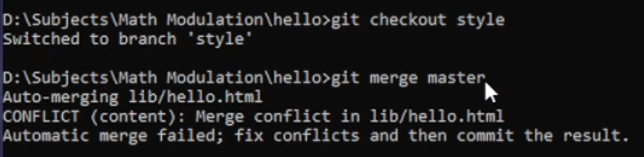 D:\Subjects\Math Modulation\hello>git checkout style
Switched to branch 'style'
D:\Subjects\Math Modulation\hello>git merge master
Auto-merging lib/hello.html
CONFLICT (content): Merge conflict in lib/hello.html
Automatic merge failed; fix conflicts and then commit the result.